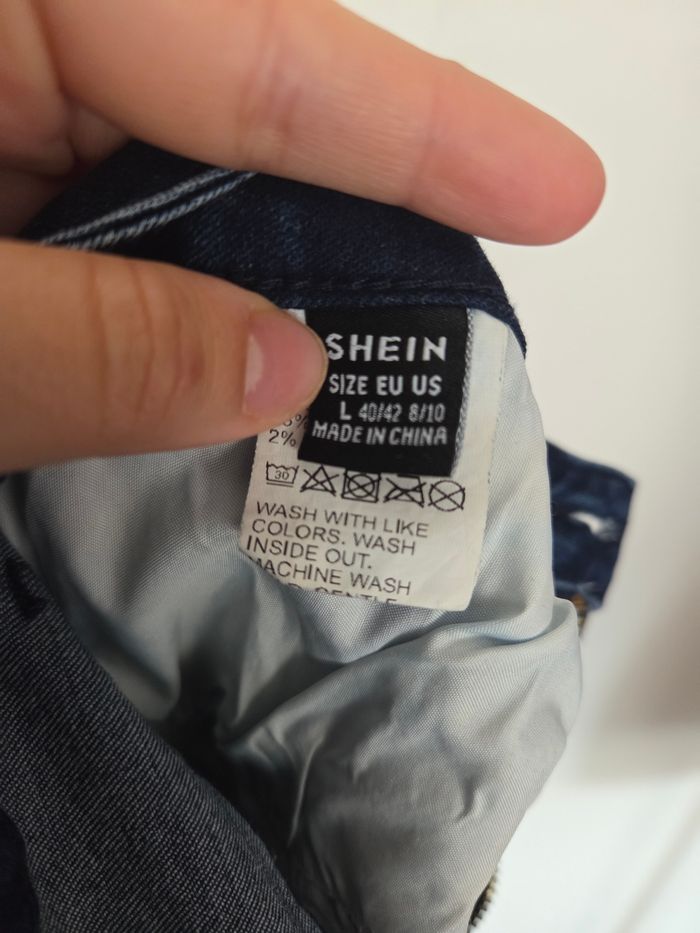 SHEIN
SIZE EU US
L 40/42 8/10
MADE IN CHINA
2%
30
WASH WITH LIKE
COLORS. WASH
INSIDE OUT.
MACHINE WASH
GENTLE